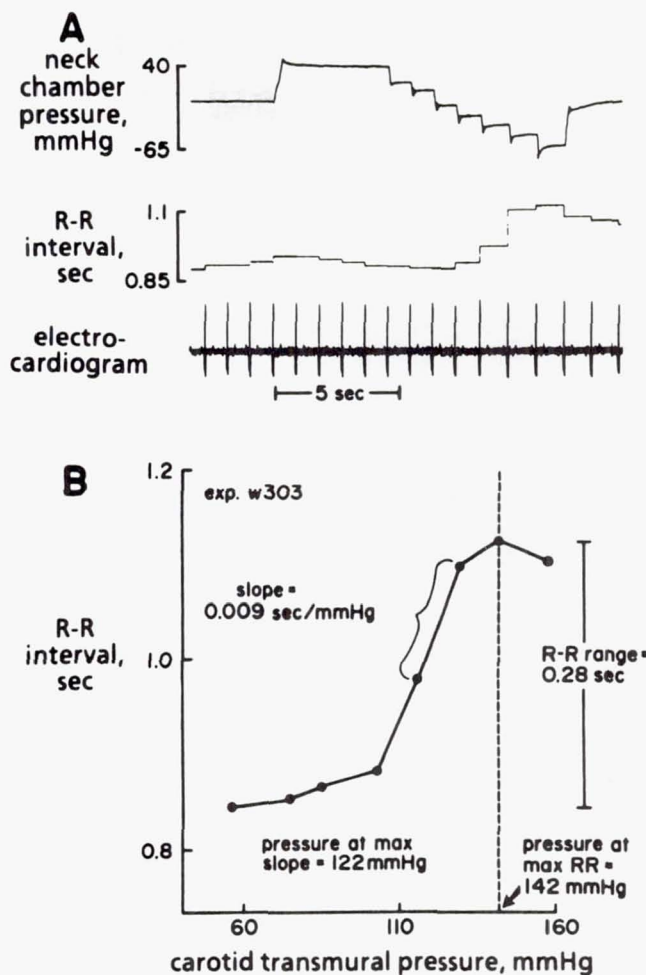 A
neck
chamber
pressure,
mmHg
40
-65
R-R
interval,
sec
1.1
0.85
electro-
cardiogram
5 sec
B
1.2
exp. w303
slope =
0.009 sec/mmHg
R-R
interval,
sec
1.0
R-R range =
0.28 sec
0.8
pressure at max
slope = 122 mmHg
pressure at
max RR =
142 mmHg
60
110
160
carotid transmural pressure, mmHg